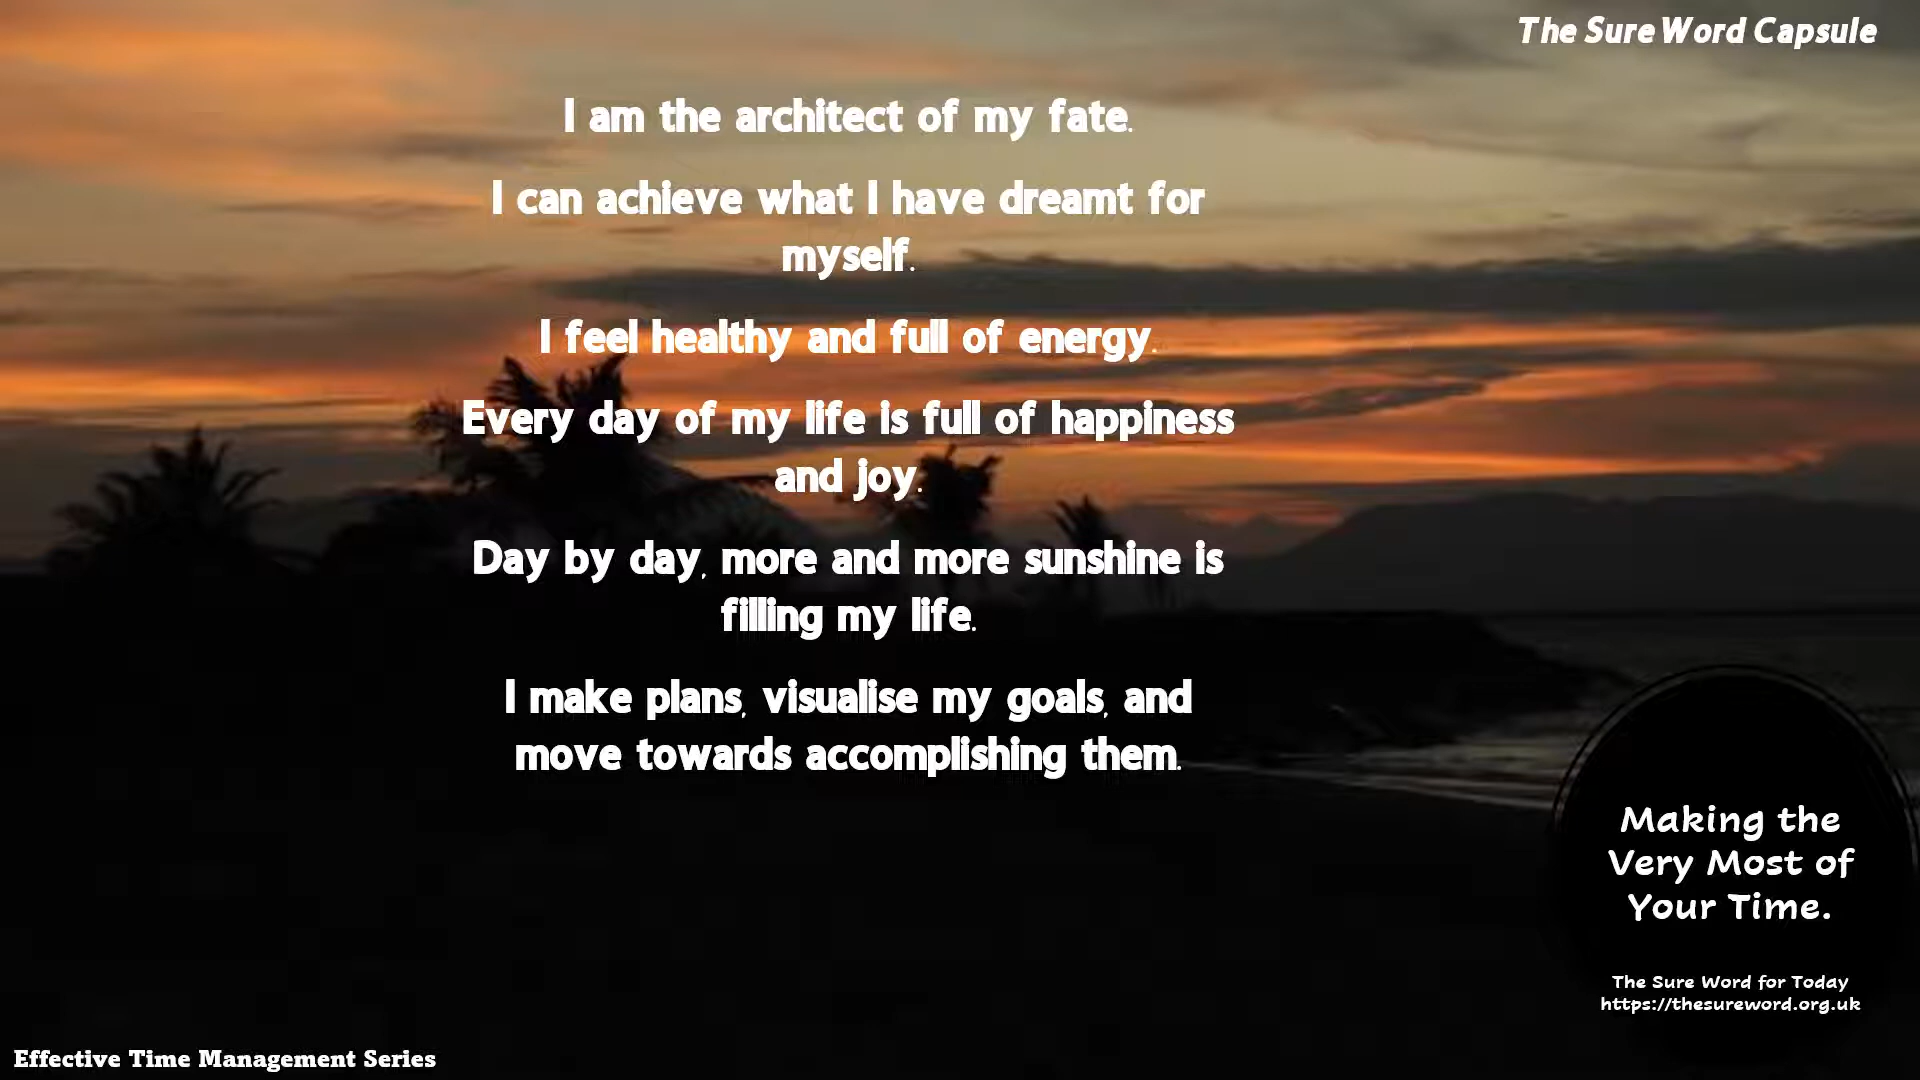 The Sure Word Capsule
I am the architect of my fate.
I can achieve what I have dreamt for
myself.
I feel healthy and full of energy.
Every day of my life is full of happiness
and joy.
Day by day, more and more sunshine is
filling my life.
I make plans, visualise my goals, and
move towards accomplishing them.
Making the
Very Most of
Your Time.
The Sure Word for Today
https://thesureword.org.uk
Effective Time Management Series